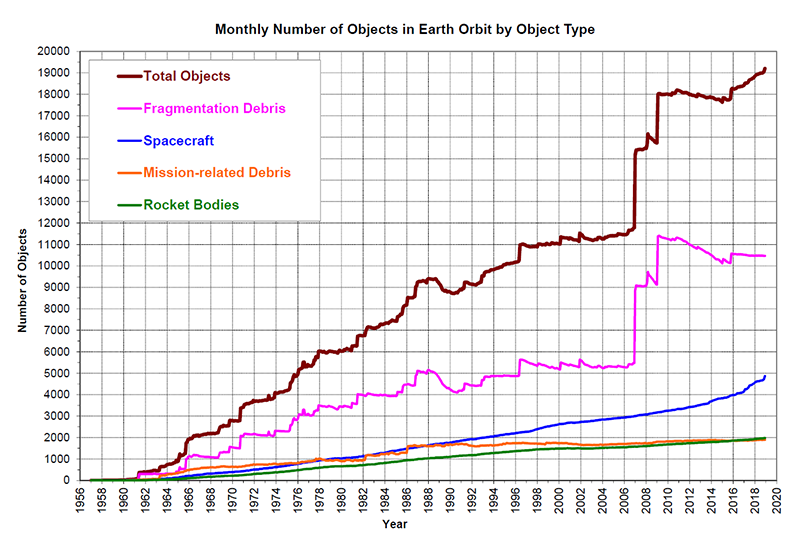 Monthly Number of Objects in Earth Orbit by Object Type
20000
19000
18000
17000
16000
15000
14000
13000
12000
11000
10000
9000
8000
7000
6000
5000
4000
3000
2000
1000
0
Number of Objects
Total Objects
Fragmentation Debris
Spacecraft
Mission-related Debris
Rocket Bodies
1956 1958 1960 1962 1964 1966 1968 1970 1972 1974 1976 1978 1980 1982 1984 1986 1988 1990 1992 1994 1996 1998 2000 2002 2004 2006 2008 2010 2012 2014 2016 2018 2020
Year